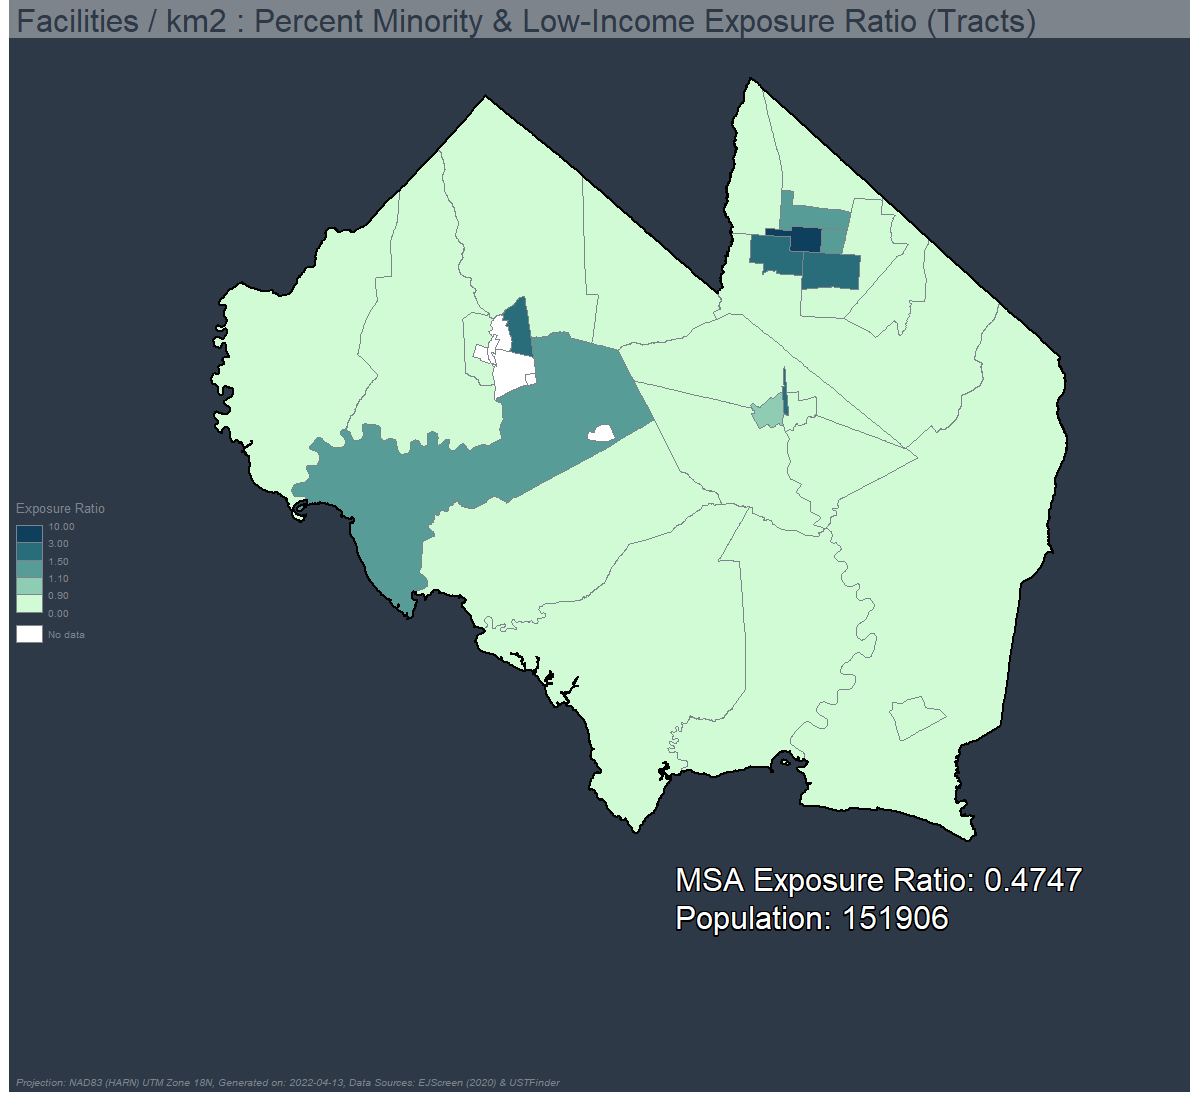 Facilities / km2 : Percent Minority & Low-Income Exposure Ratio (Tracts)
Exposure Ratio
10.00
3.00
1.50
1.10
0.90
0.00
No data
MSA Exposure Ratio: 0.4747
Population: 151906
Projection: NAD83 (HARN) UTM Zone 18N, Generated on: 2022-04-13, Data Sources: EJScreen (2020) & USTFinder